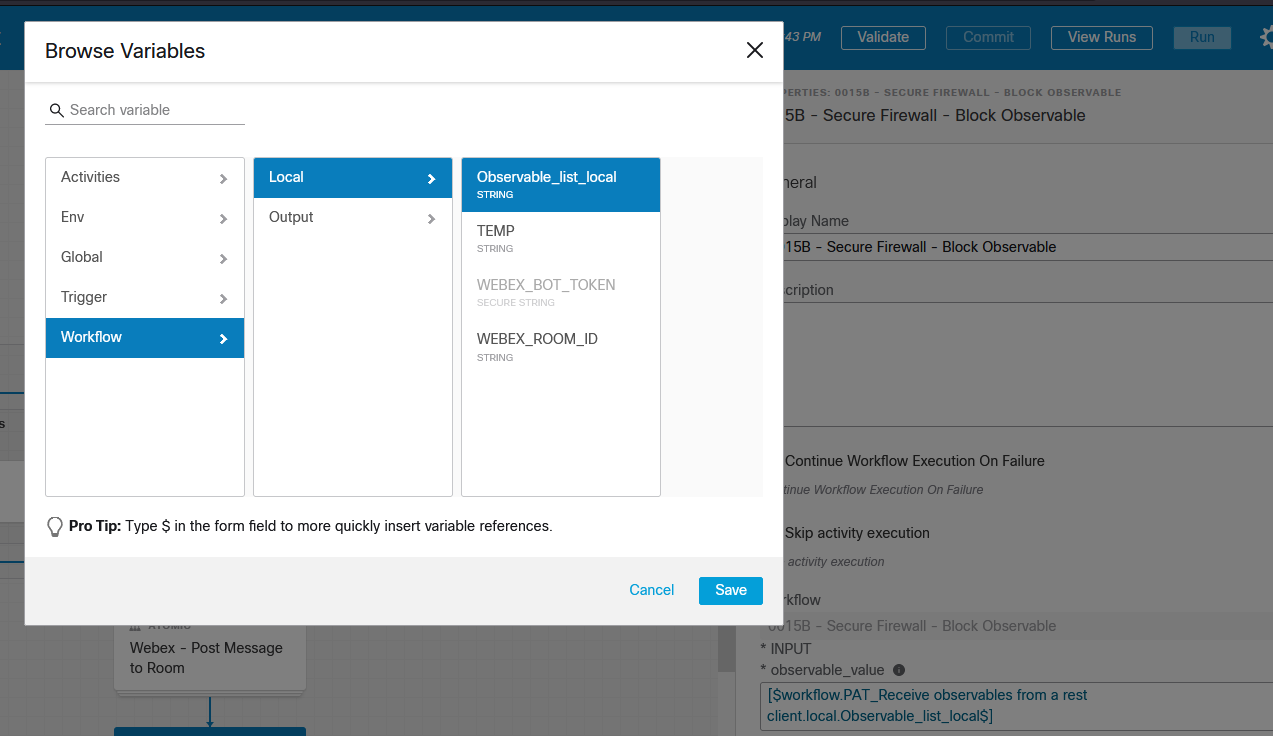 Browse Variables
Search variable
Activities
Env
Global
Trigger
Workflow
Local
Output
Observable_list_local
STRING
TEMP
STRING
WEBEX_BOT_TOKEN
SECURE STRING
WEBEX_ROOM_ID
STRING
Pro Tip: Type $ in the form field to more quickly insert variable references.
Cancel
Save
43 PM
Validate
Commit
View Runs
Run
PERTIES: 0015B - SECURE FIREWALL - BLOCK OBSERVABLE
5B - Secure Firewall - Block Observable
neral
play Name
15B - Secure Firewall - Block Observable
cription
Continue Workflow Execution On Failure
tinue Workflow Execution On Failure
Skip activity execution
activity execution
rkflow
0015B - Secure Firewall - Block Observable
* INPUT
* observable_value
[$workflow.PAT_Receive observables from a rest
client.local.Observable_list_local$]
s
ATOMIC
Webex - Post Message
to Room